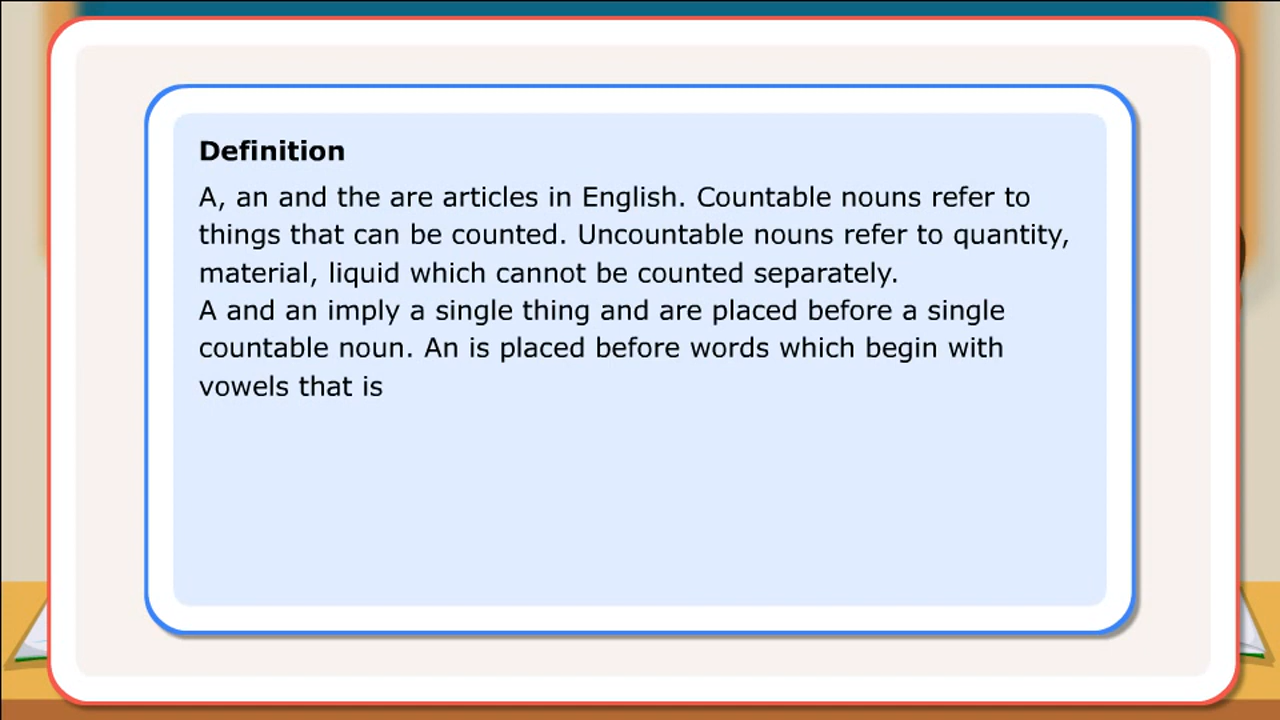 Definition
A, an and the are articles in English. Countable nouns refer to
things that can be counted. Uncountable nouns refer to quantity,
material, liquid which cannot be counted separately.
A and an imply a single thing and are placed before a single
countable noun. An is placed before words which begin with
vowels that is